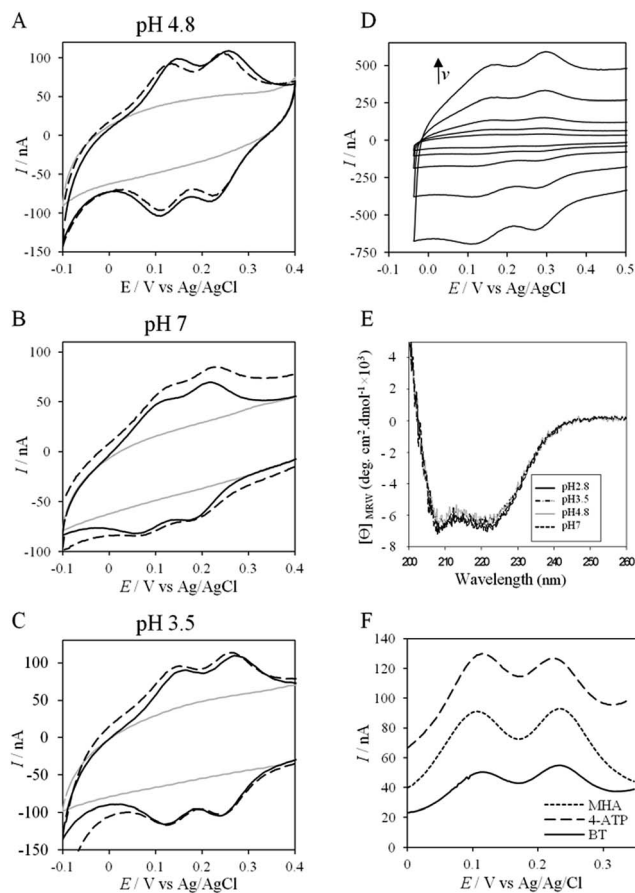 A
pH 4.8
I / nA
100
50
0
-50
-100
-150
-0.1 0 0.1 0.2 0.3 0.4
E / V vs Ag/AgCl
D
v
I / nA
500
250
0
-250
-500
-750
0.0 0.1 0.2 0.3 0.4 0.5
E / V vs Ag/AgCl
B
pH 7
I / nA
100
50
0
-50
-100
-0.1 0 0.1 0.2 0.3 0.4
E / V vs Ag/AgCl
E
[Θ] MRW (deg. cm².dmol⁻¹×10³)
4
2
0
-2
-4
-6
-8
pH2.8
pH3.5
pH4.8
pH7
200 210 220 230 240 250 260
Wavelength (nm)
C
pH 3.5
I / nA
100
50
0
-50
-100
-150
-0.1 0 0.1 0.2 0.3 0.4
E / V vs Ag/AgCl
F
I / nA
140
120
100
80
60
40
20
0
MHA
4-ATP
BT
0 0.1 0.2 0.3
E / V vs Ag/Ag/Cl